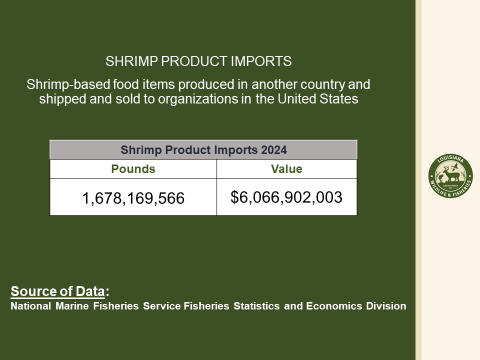 SHRIMP PRODUCT IMPORTS
Shrimp-based food items produced in another country and
shipped and sold to organizations in the United States
Shrimp Product Imports 2024
Pounds Value
1,678,169,566 $6,066,902,003
LOUISIANA
WILDLIFE & FISHERIES
Source of Data:
National Marine Fisheries Service Fisheries Statistics and Economics Division